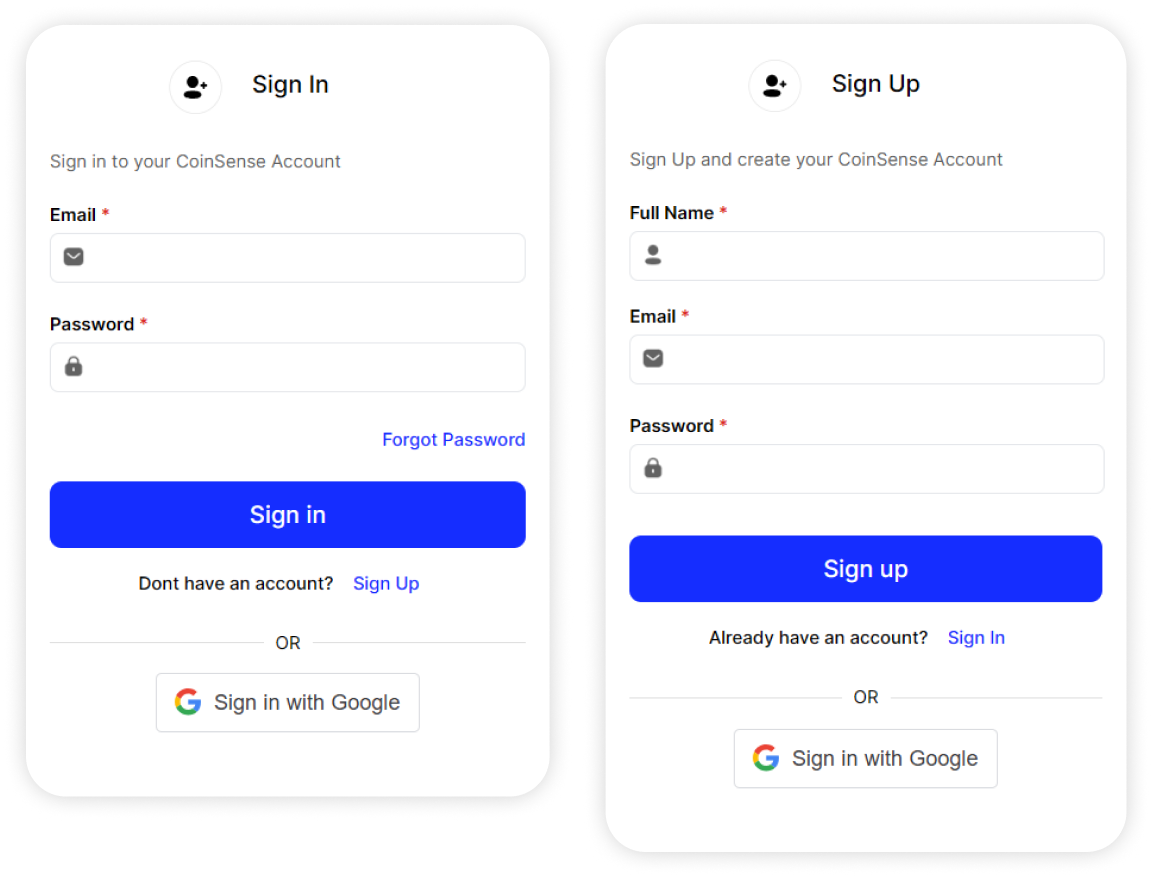 Sign In
Sign in to your CoinSense Account
Email *
Password *
Forgot Password
Sign in
Dont have an account? Sign Up
OR
Sign in with Google
Sign Up
Sign Up and create your CoinSense Account
Full Name *
Email *
Password *
Sign up
Already have an account? Sign In
OR
Sign in with Google